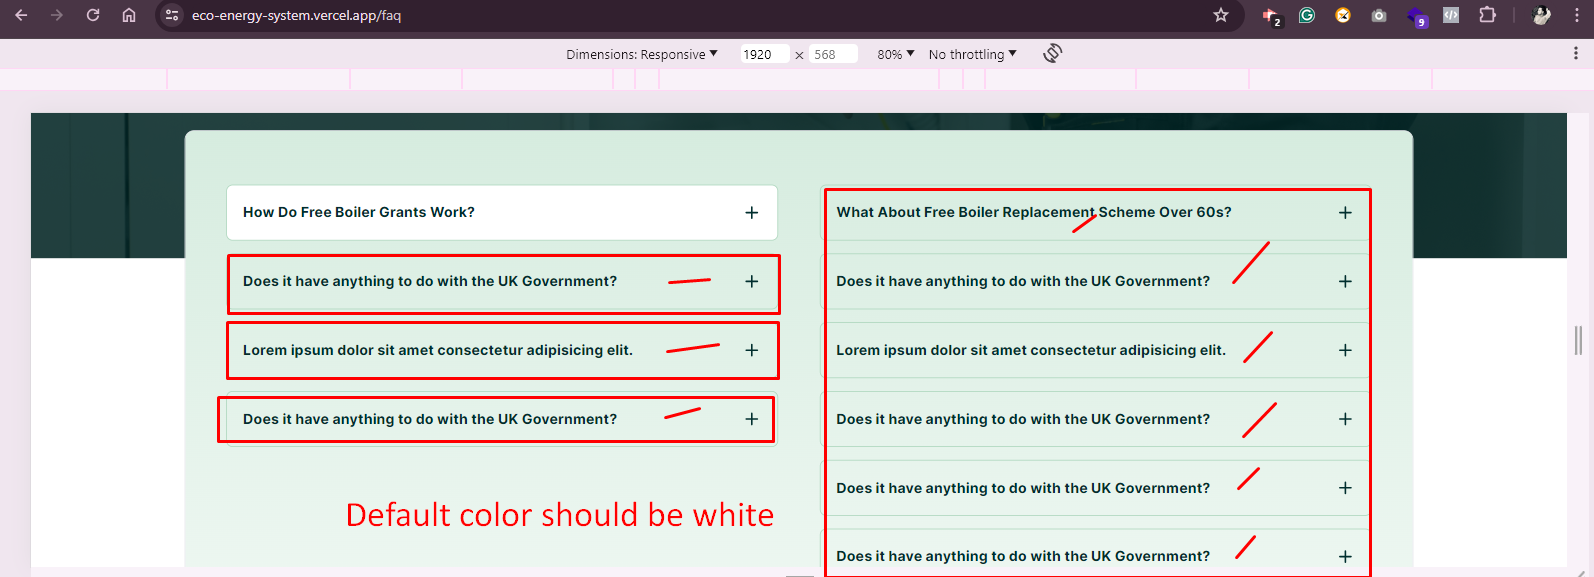 eco-energy-system.vercel.app/faq
2
9
Dimensions: Responsive 1920 × 568 80% No throttling
How Do Free Boiler Grants Work?
Does it have anything to do with the UK Government?
Lorem ipsum dolor sit amet consectetur adipisicing elit.
Does it have anything to do with the UK Government?
Default color should be white
What About Free Boiler Replacement Scheme Over 60s?
Does it have anything to do with the UK Government?
Lorem ipsum dolor sit amet consectetur adipisicing elit.
Does it have anything to do with the UK Government?
Does it have anything to do with the UK Government?
Does it have anything to do with the UK Government?